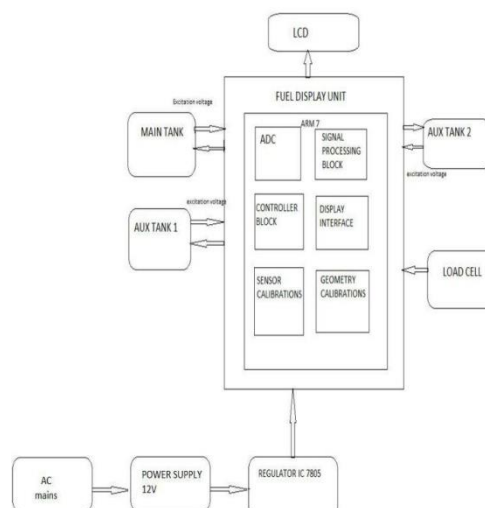 LCD
FUEL DISPLAY UNIT
Excitation voltage
MAIN TANK
ARM 7
ADC
SIGNAL
PROCESSING
BLOCK
AUX TANK 2
excitation voltage
excitation voltage
AUX TANK 1
CONTROLLER
BLOCK
DISPLAY
INTERFACE
LOAD CELL
SENSOR
CALIBRATIONS
GEOMETRY
CALIBRATIONS
AC
mains
POWER SUPPLY
12V
REGULATOR IC 7805